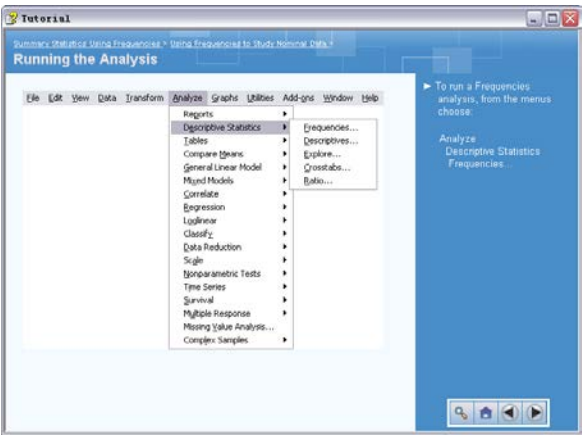 Tutorial
Summary Statistics Using Frequencies > Using Frequencies to Study Nominal Data >
Running the Analysis
File Edit View Data Transform Analyze Graphs Utilities Add-ons Window Help
Reports
Descriptive Statistics
Tables
Compare Means
General Linear Model
Mixed Models
Correlate
Regression
Loglinear
Classify
Data Reduction
Scale
Nonparametric Tests
Time Series
Survival
Multiple Response
Missing Value Analysis...
Complex Samples
Frequencies...
Descriptives...
Explore...
Crosstabs...
Ratio...
To run a Frequencies
analysis, from the menus
choose:
Analyze
Descriptive Statistics
Frequencies...